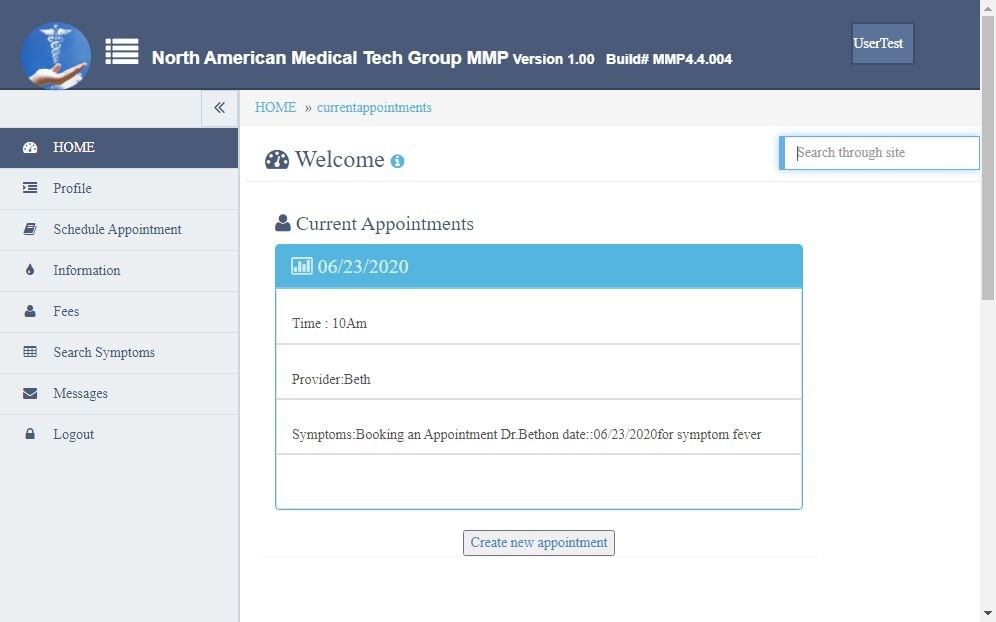 North American Medical Tech Group MMP Version 1.00 Build# MMP4.4.004
UserTest
HOME » currentappointments
HOME
Profile
Schedule Appointment
Information
Fees
Search Symptoms
Messages
Logout
Welcome
Search through site
Current Appointments
06/23/2020
Time : 10Am
Provider:Beth
Symptoms:Booking an Appointment Dr.Bethon date::06/23/2020for symptom fever
Create new appointment